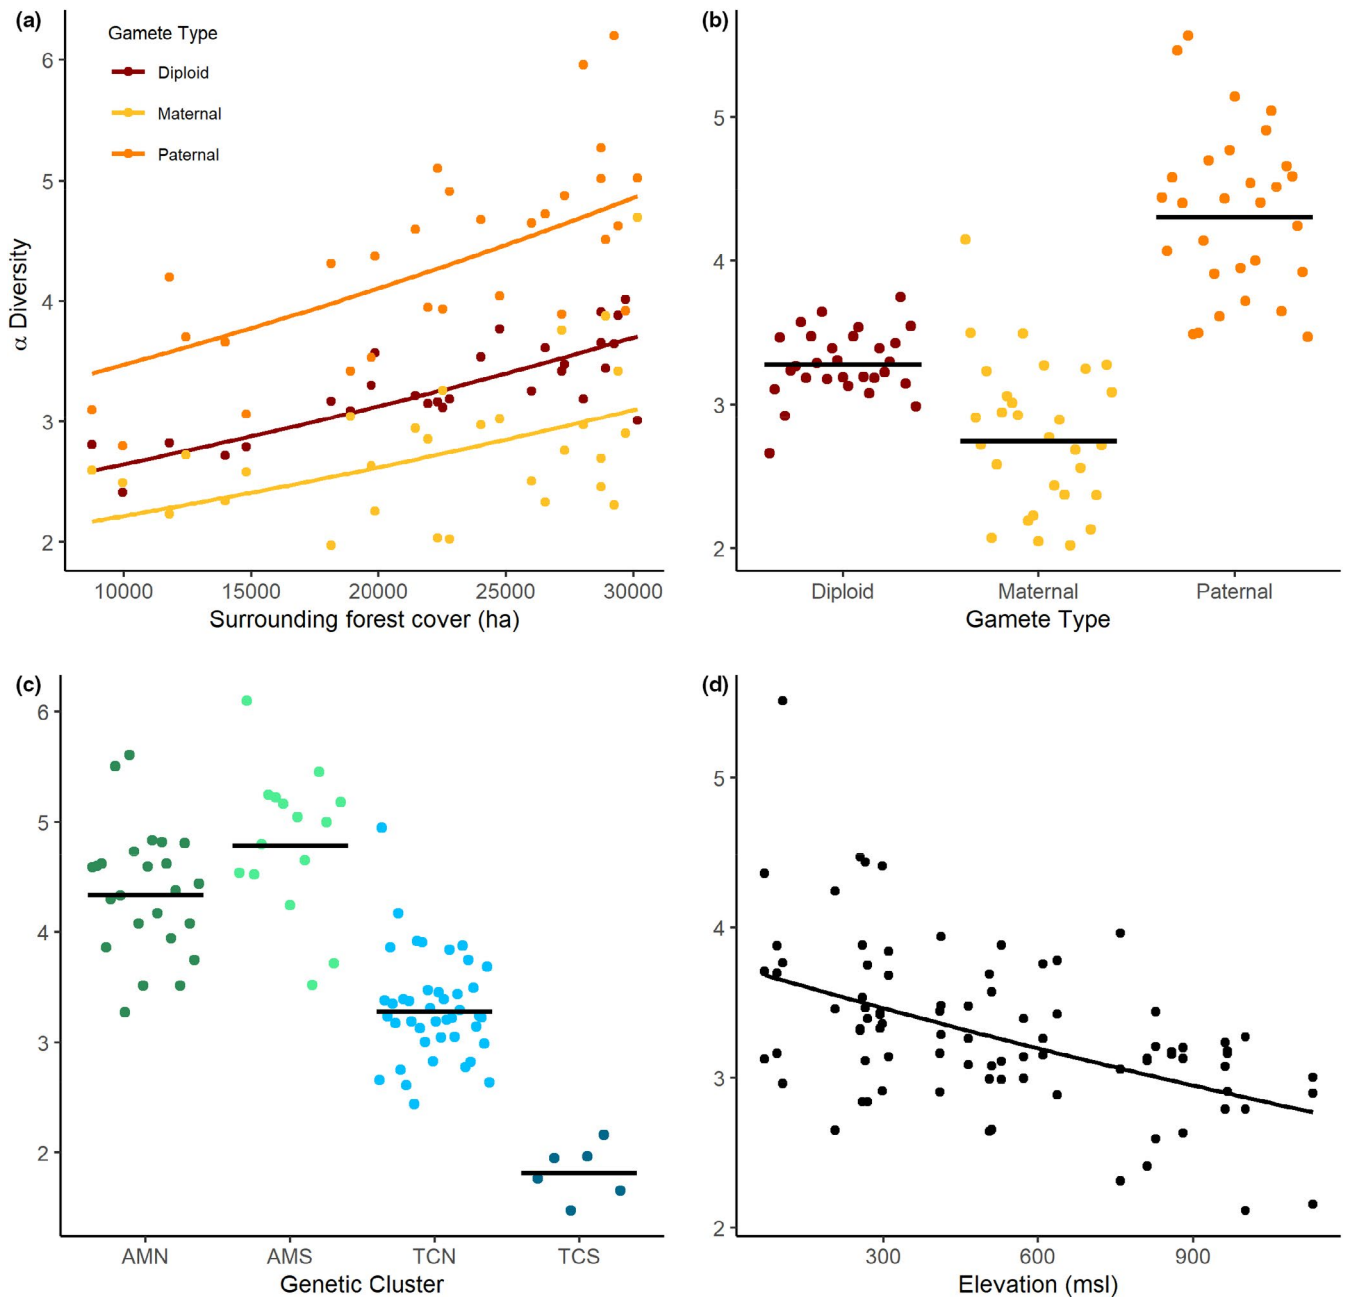 (a)
Gamete Type
Diploid
Maternal
Paternal
6
5
4
3
2
α Diversity
10000 15000 20000 25000 30000
Surrounding forest cover (ha)
(b)
5
4
3
2
Diploid Maternal Paternal
Gamete Type
(c)
6
5
4
3
2
AMN AMS TCN TCS
Genetic Cluster
(d)
5
4
3
2
300 600 900
Elevation (msl)